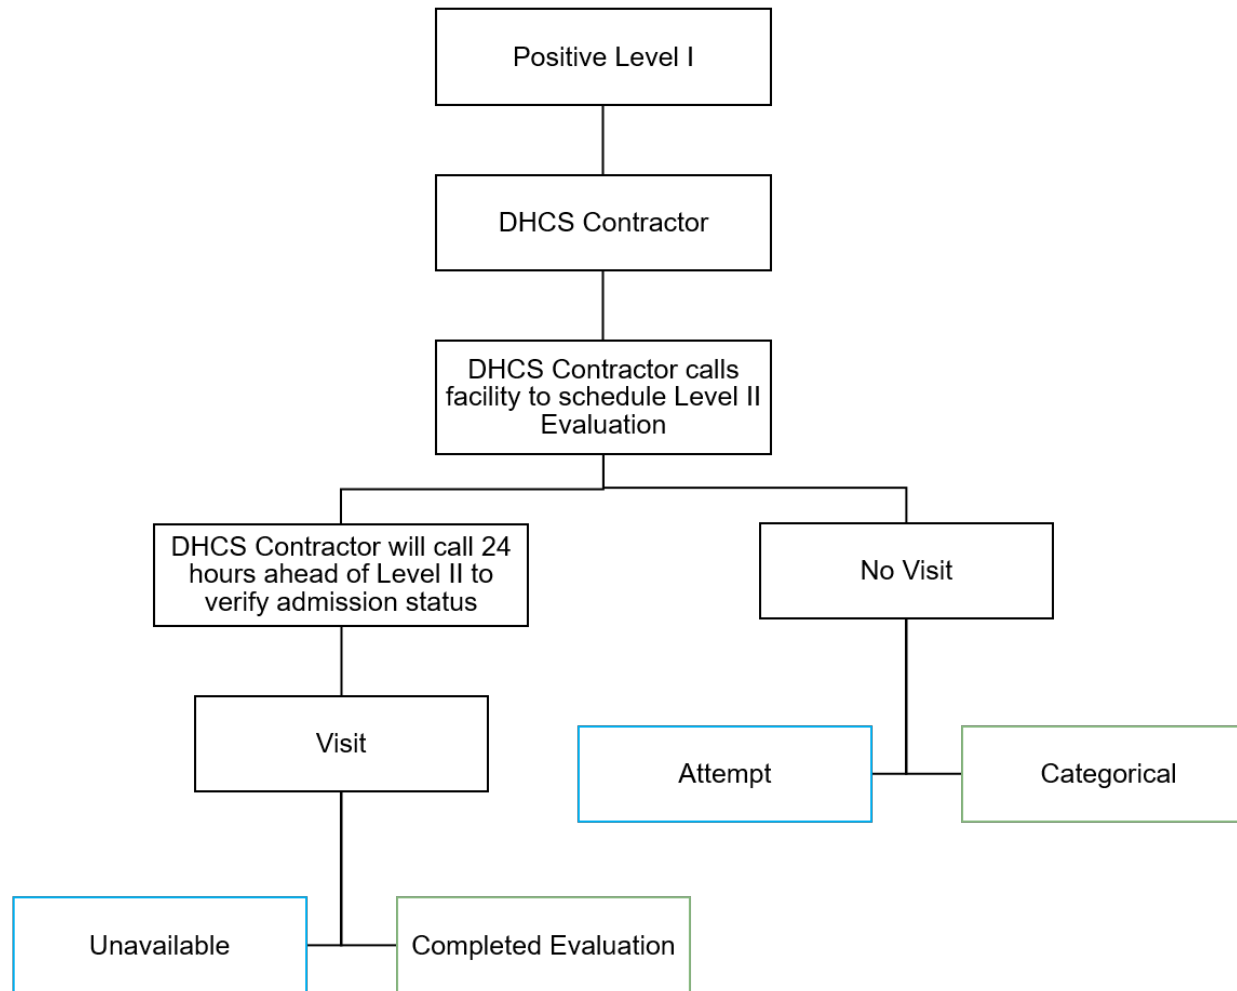 Positive Level I
DHCS Contractor
DHCS Contractor calls
facility to schedule Level II
Evaluation
DHCS Contractor will call 24
hours ahead of Level II to
verify admission status
No Visit
Visit
Attempt
Categorical
Unavailable
Completed Evaluation